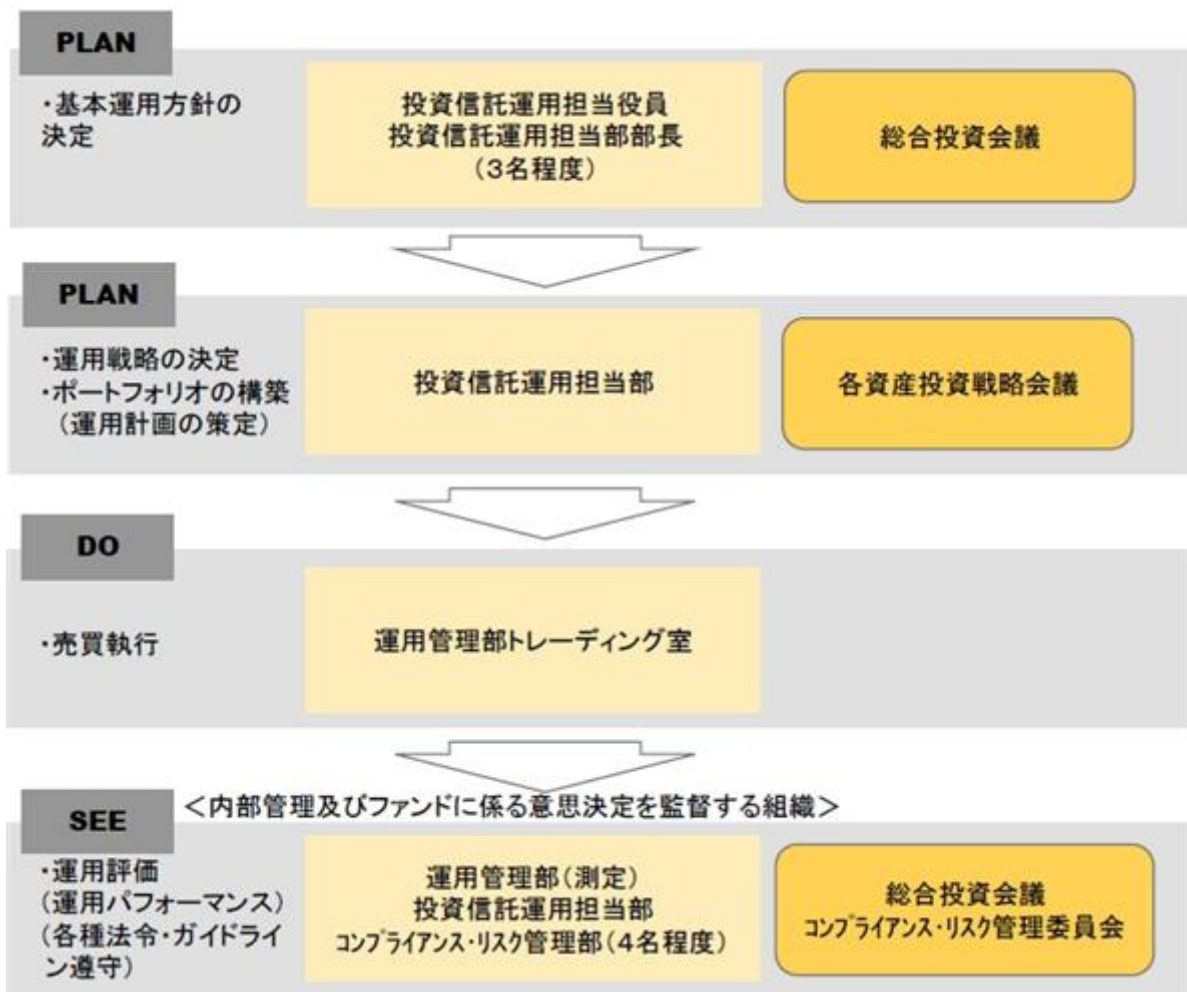 PLAN
・基本運用方針の
決定
投資信託運用担当役員
投資信託運用担当部部長
(3名程度)
総合投資会議
PLAN
・運用戦略の決定
・ポートフォリオの構築
(運用計画の策定)
投資信託運用担当部
各資産投資戦略会議
DO
・売買執行
運用管理部トレーディング室
SEE
<内部管理及びファンドに係る意思決定を監督する組織>
・運用評価
(運用パフォーマンス)
(各種法令・ガイドライ
ン遵守)
運用管理部(測定)
投資信託運用担当部
コンプライアンス・リスク管理部(4名程度)
総合投資会議
コンプライアンス・リスク管理委員会